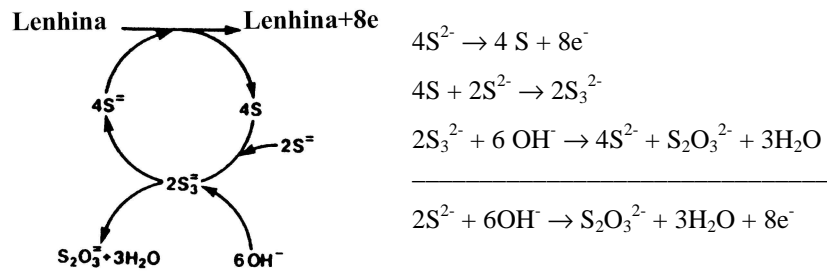 Lenhina
Lenhina+8e
4S⁼
4S
2S⁼
2S₃⁼
S₂O₃⁼+3H₂O
6OH⁻
4S²⁻ → 4 S + 8e⁻
4S + 2S²⁻ → 2S₃²⁻
2S₃²⁻ + 6 OH⁻ → 4S²⁻ + S₂O₃²⁻ + 3H₂O
2S²⁻ + 6OH⁻ → S₂O₃²⁻ + 3H₂O + 8e⁻